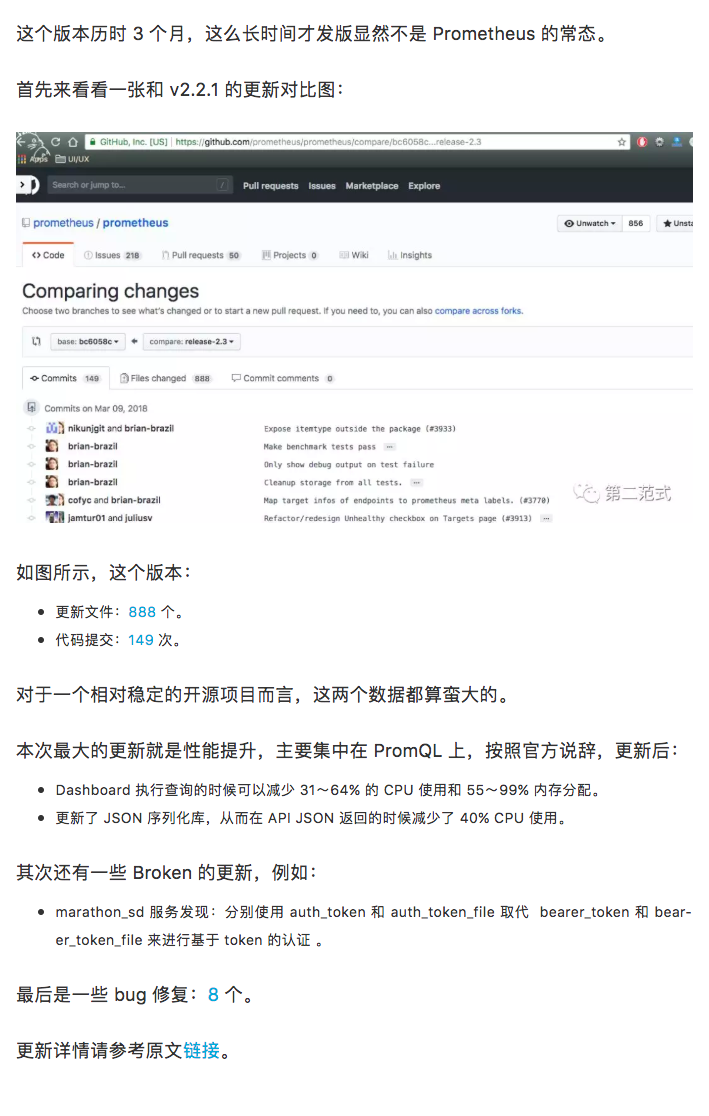 这个版本历时 3 个月，这么长时间才发版显然不是 Prometheus 的常态。
首先来看看一张和 v2.2.1 的更新对比图：
GitHub, Inc. [US] | https://github.com/prometheus/prometheus/compare/bc6058c...release-2.3
Apps UI/UX
Search or jump to... / Pull requests Issues Marketplace Explore
prometheus / prometheus Unwatch 856 Unsta
Code Issues 218 Pull requests 50 Projects 0 Wiki Insights
Comparing changes
Choose two branches to see what's changed or to start a new pull request. If you need to, you can also compare across forks.
base: bc6058c compare: release-2.3
Commits 149 Files changed 888 Commit comments 0
Commits on Mar 09, 2018
nikunjgit and brian-brazil Expose itemtype outside the package (#3933)
brian-brazil Make benchmark tests pass …
brian-brazil Only show debug output on test failure
brian-brazil Cleanup storage from all tests. …
cofyc and brian-brazil Map target infos of endpoints to prometheus meta labels. (#3770)
jamtur01 and juliusv Refactor/redesign Unhealthy checkbox on Targets page (#3913) …
第二范式
如图所示，这个版本：
• 更新文件：888 个。
• 代码提交：149 次。
对于一个相对稳定的开源项目而言，这两个数据都算蛮大的。
本次最大的更新就是性能提升，主要集中在 PromQL 上，按照官方说辞，更新后：
• Dashboard 执行查询的时候可以减少 31～64% 的 CPU 使用和 55～99% 内存分配。
• 更新了 JSON 序列化库，从而在 API JSON 返回的时候减少了 40% CPU 使用。
其次还有一些 Broken 的更新，例如：
• marathon_sd 服务发现：分别使用 auth_token 和 auth_token_file 取代 bearer_token 和 bear-
er_token_file 来进行基于 token 的认证 。
最后是一些 bug 修复：8 个。
更新详情请参考原文链接。